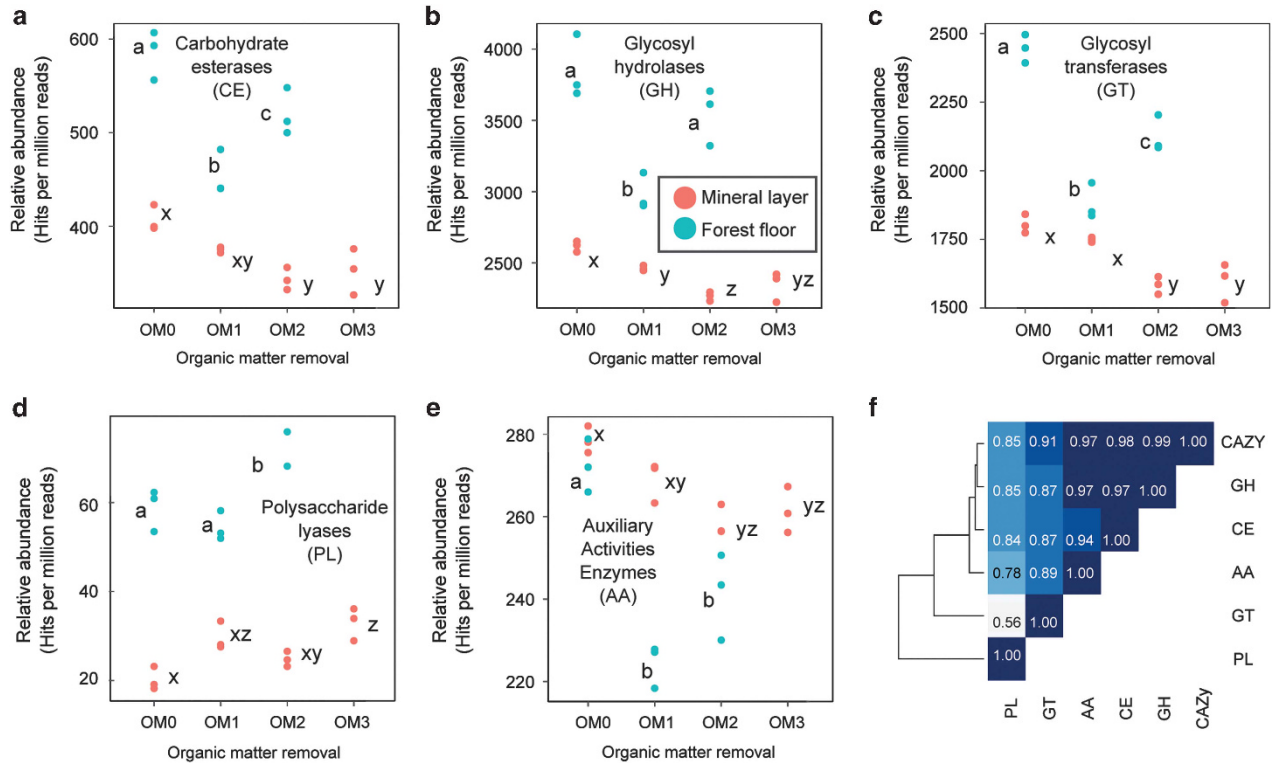 a
Carbohydrate
esterases
(CE)
Relative abundance
(Hits per million reads)
600
500
400
a
b
c
x
xy
y
y
OM0 OM1 OM2 OM3
Organic matter removal
b
Glycosyl
hydrolases
(GH)
Relative abundance
(Hits per million reads)
4000
3500
3000
2500
a
b
a
Mineral layer
Forest floor
x
y
z
yz
OM0 OM1 OM2 OM3
Organic matter removal
c
Glycosyl
transferases
(GT)
Relative abundance
(Hits per million reads)
2500
2250
2000
1750
1500
a
b
c
x
x
y
y
OM0 OM1 OM2 OM3
Organic matter removal
d
Polysaccharide
lyases
(PL)
Relative abundance
(Hits per million reads)
60
40
20
a
a
b
x
xz
xy
z
OM0 OM1 OM2 OM3
Organic matter removal
e
Auxiliary
Activities
Enzymes
(AA)
Relative abundance
(Hits per million reads)
280
260
240
220
x
a
xy
b
yz
b
yz
OM0 OM1 OM2 OM3
Organic matter removal
f
0.85 0.91 0.97 0.98 0.99 1.00 CAZY
0.85 0.87 0.97 0.97 1.00 GH
0.84 0.87 0.94 1.00 CE
0.78 0.89 1.00 AA
0.56 1.00 GT
1.00 PL
PL GT AA CE GH CAZy